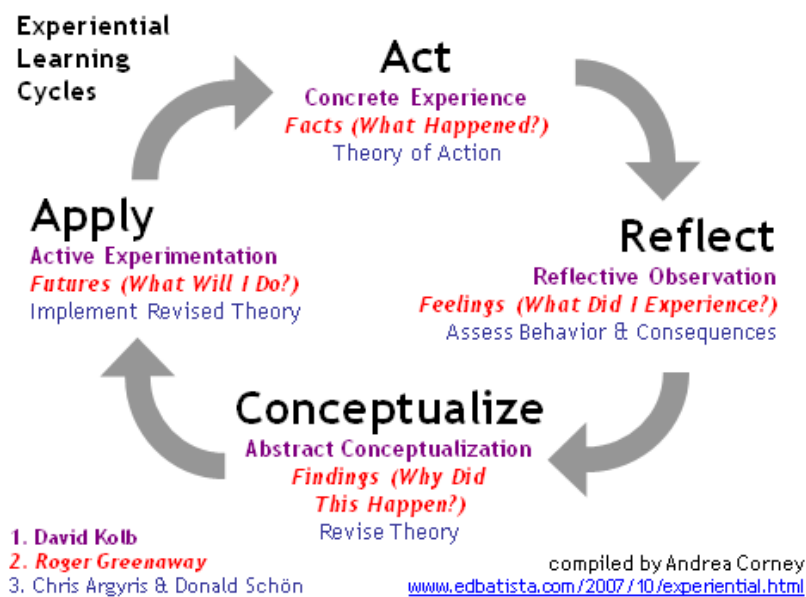 Experiential
Learning
Cycles
Act
Concrete Experience
Facts (What Happened?)
Theory of Action
Reflect
Reflective Observation
Feelings (What Did I Experience?)
Assess Behavior & Consequences
Conceptualize
Abstract Conceptualization
Findings (Why Did
This Happen?)
Revise Theory
Apply
Active Experimentation
Futures (What Will I Do?)
Implement Revised Theory
1. David Kolb
2. Roger Greenaway
3. Chris Argyris & Donald Schön
compiled by Andrea Corney
www.edbatista.com/2007/10/experiential.html